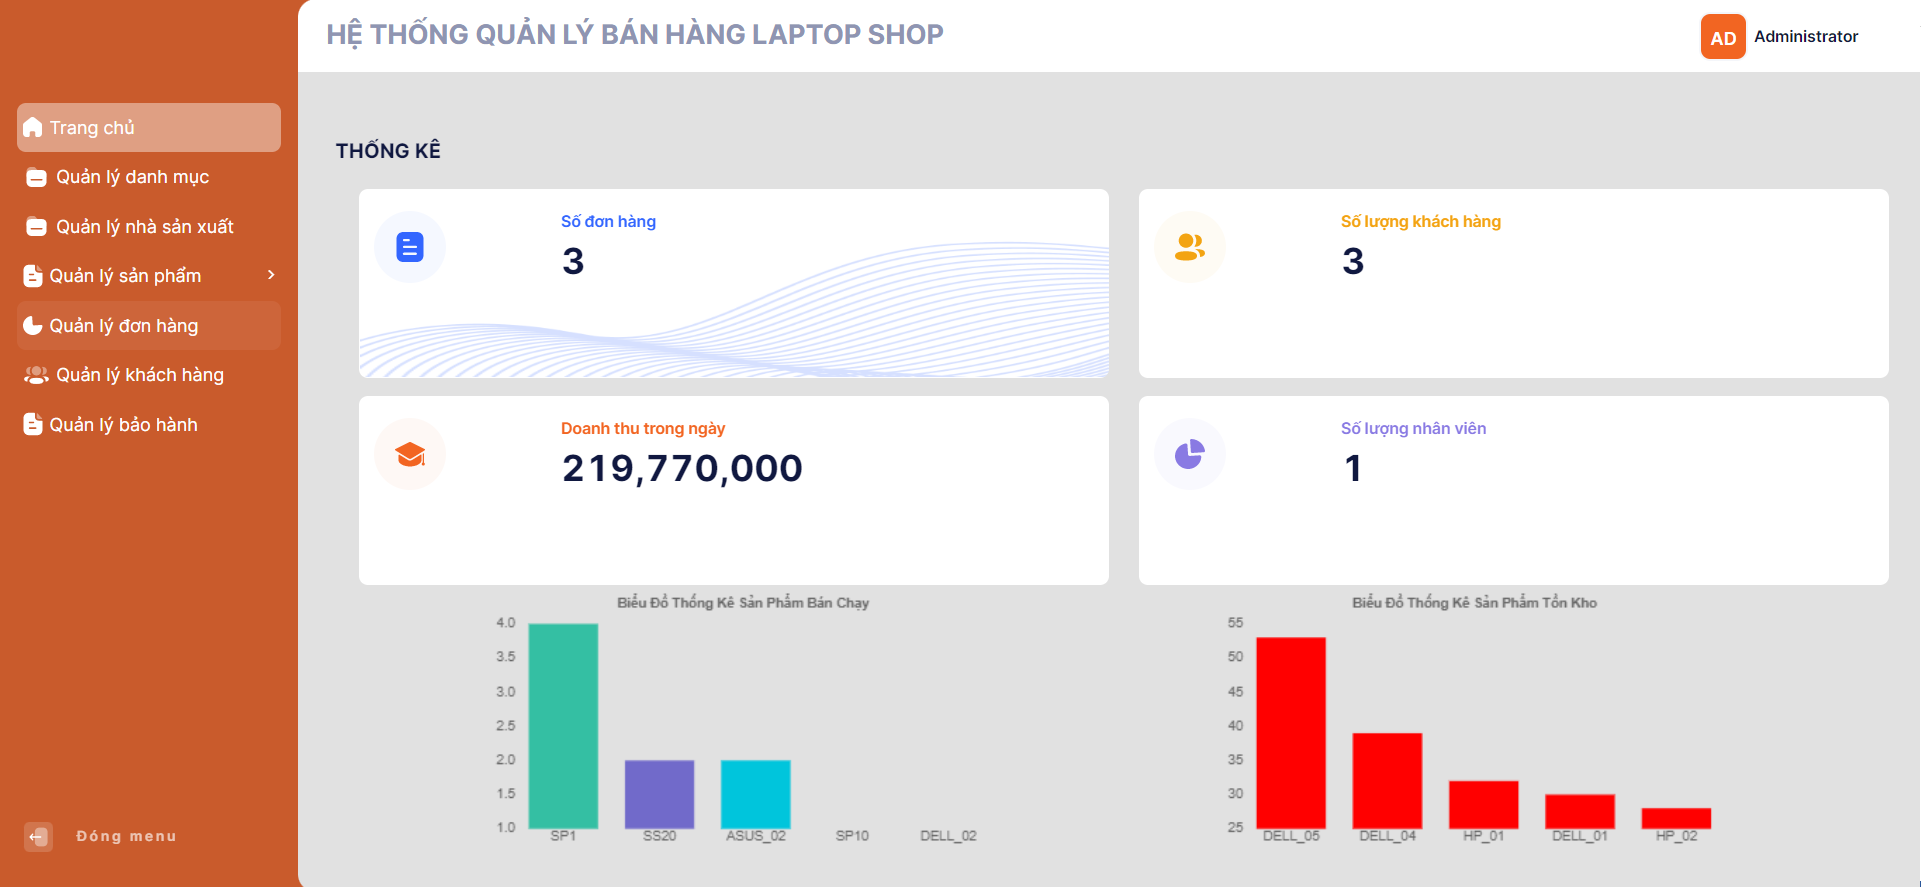 HỆ THỐNG QUẢN LÝ BÁN HÀNG LAPTOP SHOP
AD
Administrator
Trang chủ
Quản lý danh mục
Quản lý nhà sản xuất
Quản lý sản phẩm
Quản lý đơn hàng
Quản lý khách hàng
Quản lý bảo hành
Đóng menu
THỐNG KÊ
Số đơn hàng
3
Số lượng khách hàng
3
Doanh thu trong ngày
219,770,000
Số lượng nhân viên
1
Biểu Đồ Thống Kê Sản Phẩm Bán Chạy
4.0
3.5
3.0
2.5
2.0
1.5
1.0
SP1 SS20 ASUS_02 SP10 DELL_02
Biểu Đồ Thống Kê Sản Phẩm Tồn Kho
55
50
45
40
35
30
25
DELL_05 DELL_04 HP_01 DELL_01 HP_02